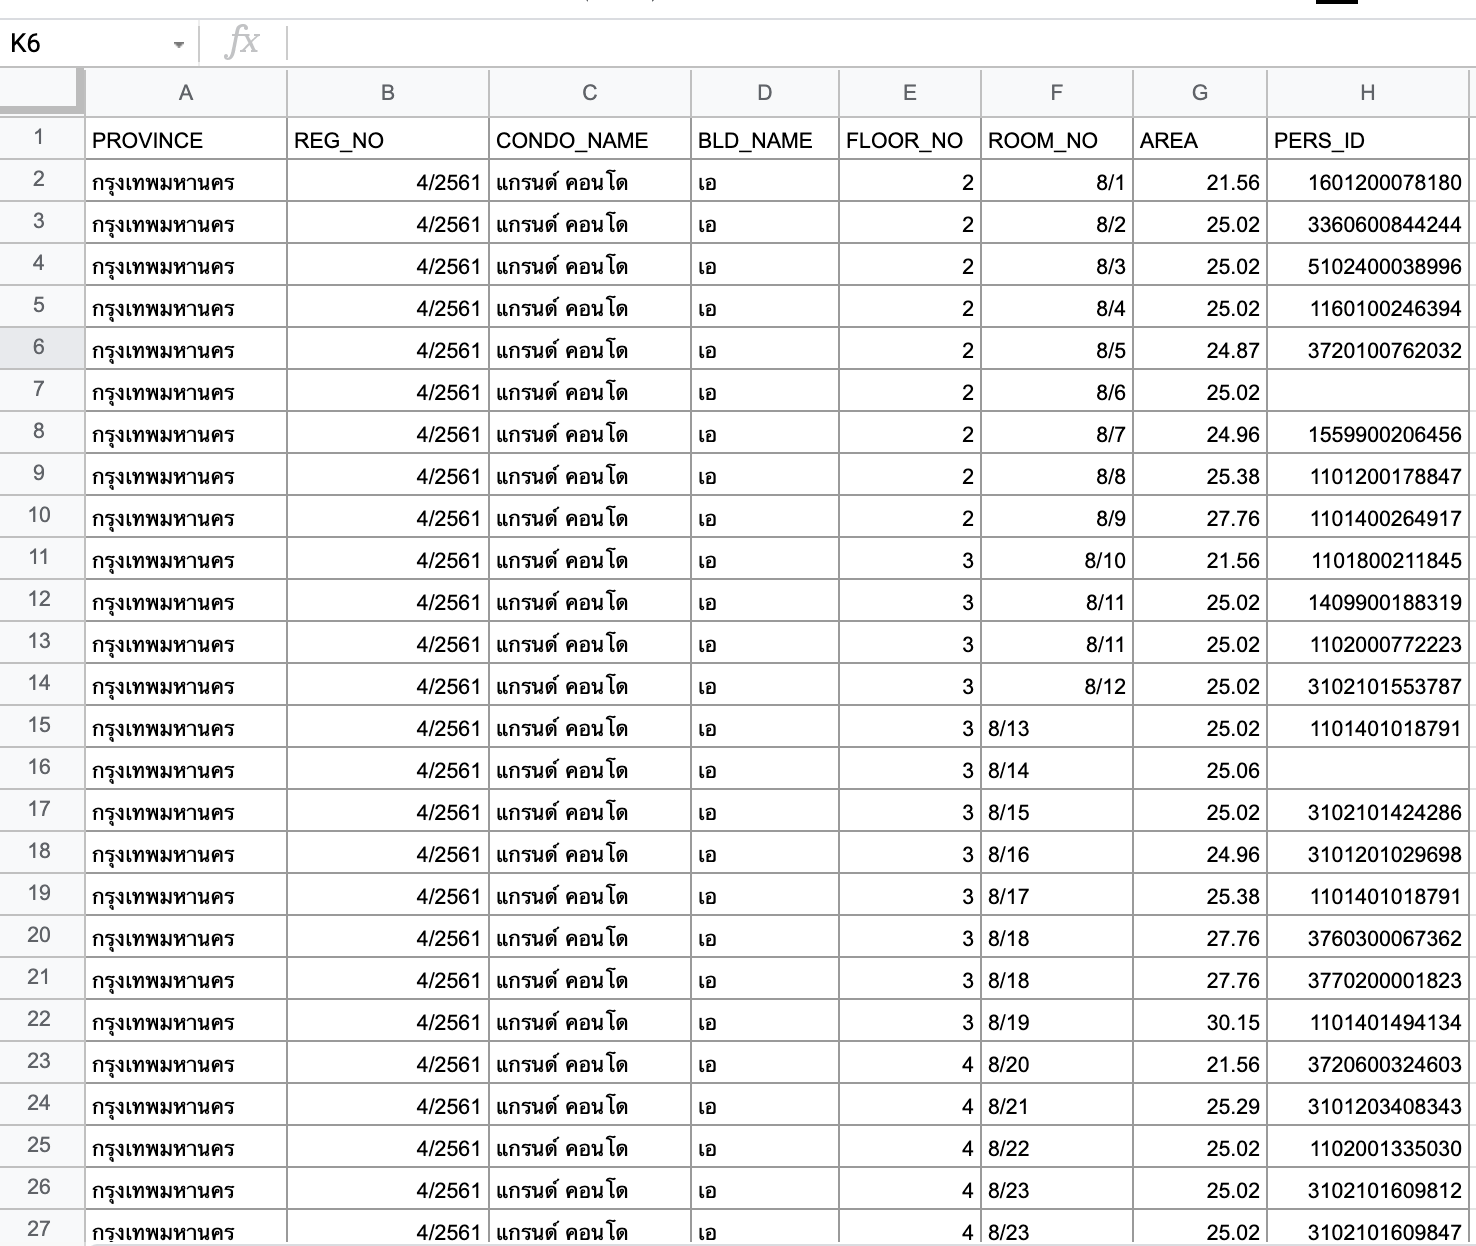 K6 fx
A B C D E F G H
1 PROVINCE REG_NO CONDO_NAME BLD_NAME FLOOR_NO ROOM_NO AREA PERS_ID
2 กรุงเทพมหานคร 4/2561 แกรนด์ คอนโด เอ 2 8/1 21.56 1601200078180
3 กรุงเทพมหานคร 4/2561 แกรนด์ คอนโด เอ 2 8/2 25.02 3360600844244
4 กรุงเทพมหานคร 4/2561 แกรนด์ คอนโด เอ 2 8/3 25.02 5102400038996
5 กรุงเทพมหานคร 4/2561 แกรนด์ คอนโด เอ 2 8/4 25.02 1160100246394
6 กรุงเทพมหานคร 4/2561 แกรนด์ คอนโด เอ 2 8/5 24.87 3720100762032
7 กรุงเทพมหานคร 4/2561 แกรนด์ คอนโด เอ 2 8/6 25.02
8 กรุงเทพมหานคร 4/2561 แกรนด์ คอนโด เอ 2 8/7 24.96 1559900206456
9 กรุงเทพมหานคร 4/2561 แกรนด์ คอนโด เอ 2 8/8 25.38 1101200178847
10 กรุงเทพมหานคร 4/2561 แกรนด์ คอนโด เอ 2 8/9 27.76 1101400264917
11 กรุงเทพมหานคร 4/2561 แกรนด์ คอนโด เอ 3 8/10 21.56 1101800211845
12 กรุงเทพมหานคร 4/2561 แกรนด์ คอนโด เอ 3 8/11 25.02 1409900188319
13 กรุงเทพมหานคร 4/2561 แกรนด์ คอนโด เอ 3 8/11 25.02 1102000772223
14 กรุงเทพมหานคร 4/2561 แกรนด์ คอนโด เอ 3 8/12 25.02 3102101553787
15 กรุงเทพมหานคร 4/2561 แกรนด์ คอนโด เอ 3 8/13 25.02 1101401018791
16 กรุงเทพมหานคร 4/2561 แกรนด์ คอนโด เอ 3 8/14 25.06
17 กรุงเทพมหานคร 4/2561 แกรนด์ คอนโด เอ 3 8/15 25.02 3102101424286
18 กรุงเทพมหานคร 4/2561 แกรนด์ คอนโด เอ 3 8/16 24.96 3101201029698
19 กรุงเทพมหานคร 4/2561 แกรนด์ คอนโด เอ 3 8/17 25.38 1101401018791
20 กรุงเทพมหานคร 4/2561 แกรนด์ คอนโด เอ 3 8/18 27.76 3760300067362
21 กรุงเทพมหานคร 4/2561 แกรนด์ คอนโด เอ 3 8/18 27.76 3770200001823
22 กรุงเทพมหานคร 4/2561 แกรนด์ คอนโด เอ 3 8/19 30.15 1101401494134
23 กรุงเทพมหานคร 4/2561 แกรนด์ คอนโด เอ 4 8/20 21.56 3720600324603
24 กรุงเทพมหานคร 4/2561 แกรนด์ คอนโด เอ 4 8/21 25.29 3101203408343
25 กรุงเทพมหานคร 4/2561 แกรนด์ คอนโด เอ 4 8/22 25.02 1102001335030
26 กรุงเทพมหานคร 4/2561 แกรนด์ คอนโด เอ 4 8/23 25.02 3102101609812
27 กรุงเทพมหานคร 4/2561 แกรนด์ คอนโด เอ 4 8/23 25.02 3102101609847